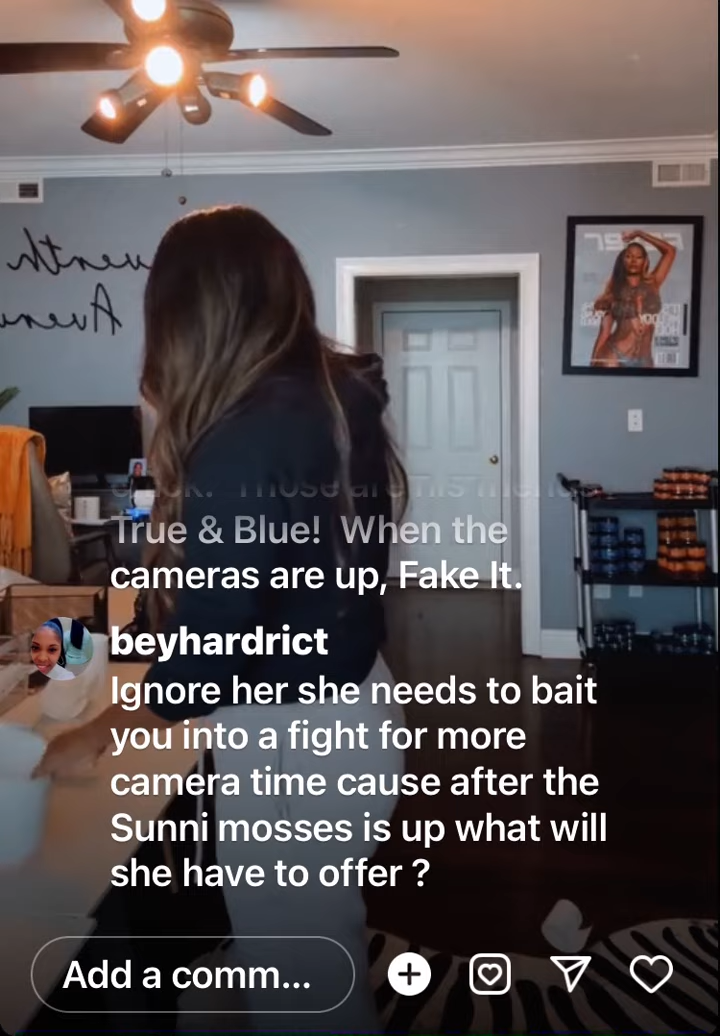 True & Blue! When the
cameras are up, Fake It.
beyhardrict
Ignore her she needs to bait
you into a fight for more
camera time cause after the
Sunni mosses is up what will
she have to offer ?
Add a comm...